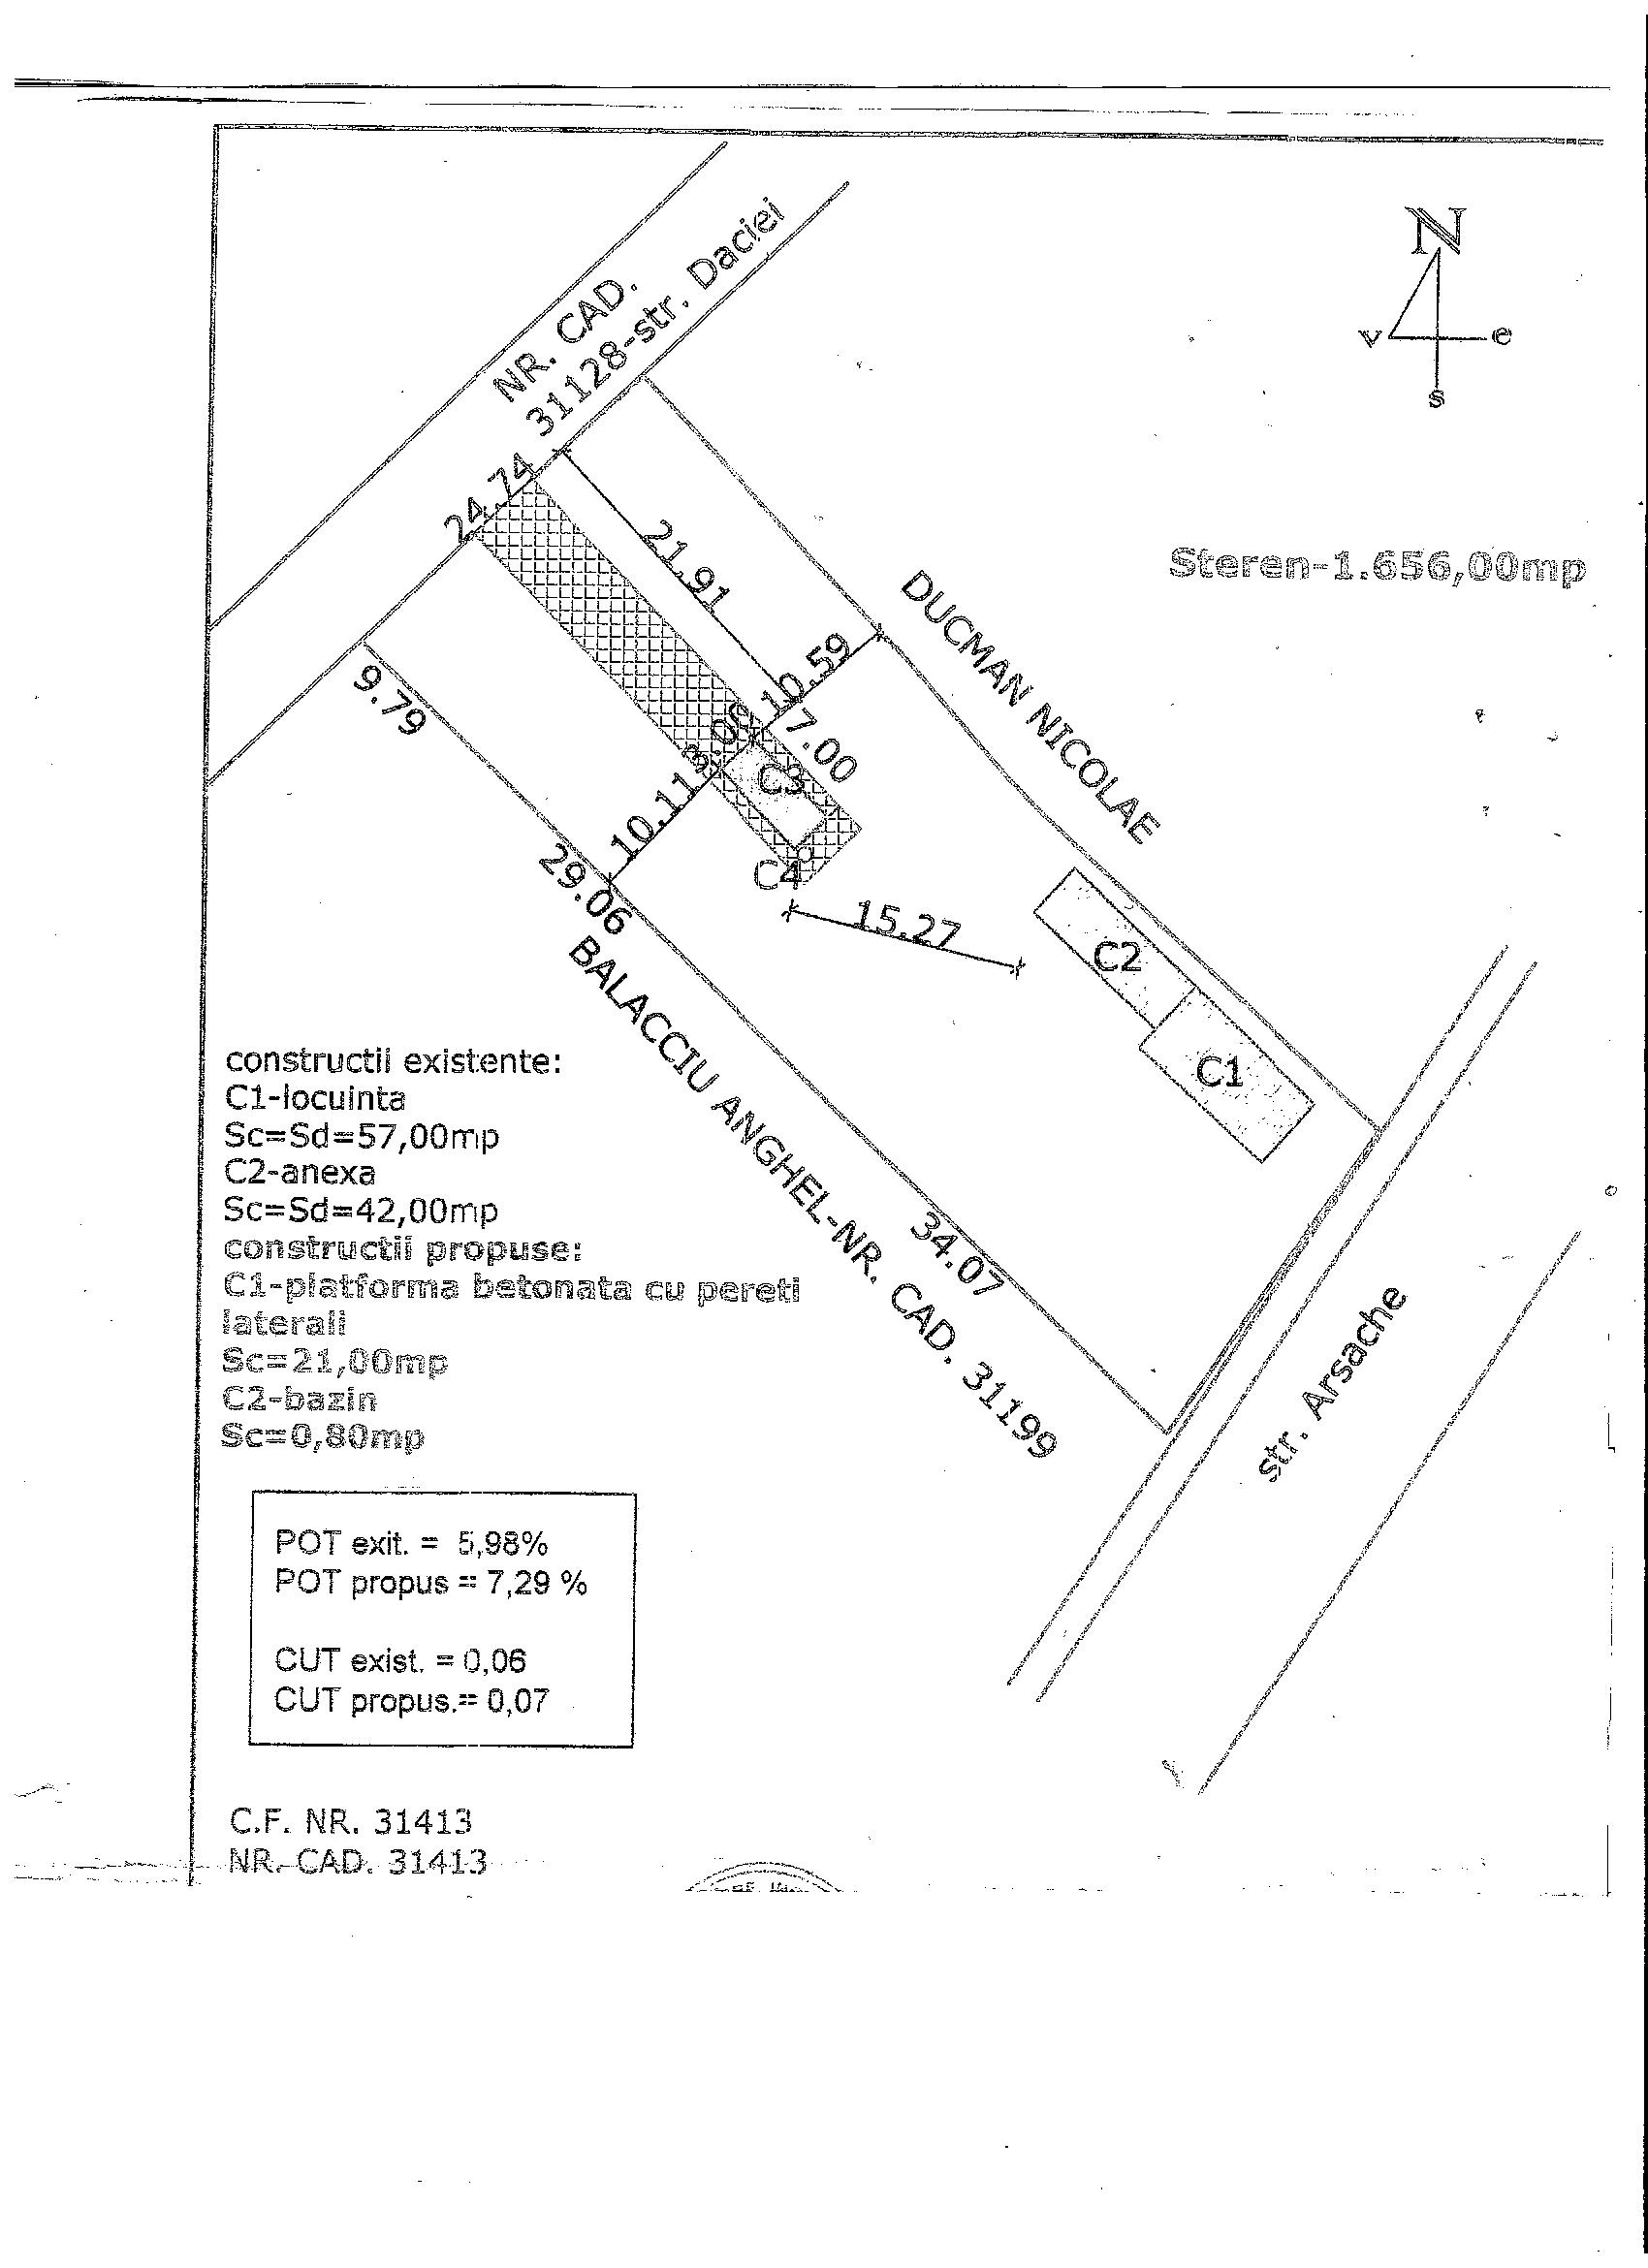 N
v e
s
NR. CAD.
31128-str. Daciei
24.74
21.91
Steren-1.656,00mp
DUCMAN NICOLAE
10.59
9.79
3.00
7.00
C3
10.11
C4
29.06
15.27
C2
C1
BALACCIU ANGHEL-NR. CAD. 31199
34.07
str. Arsache
constructii existente:
C1-locuinta
Sc=Sd=57,00mp
C2-anexa
Sc=Sd=42,00mp
constructii propuse:
C1-platforma betonata cu pereti
laterali
Sc=21,00mp
C2-bazin
Sc=0,80mp
POT exit. = 5,98%
POT propus = 7,29 %
CUT exist. = 0,06
CUT propus.= 0,07
C.F. NR. 31413
NR. CAD. 31413